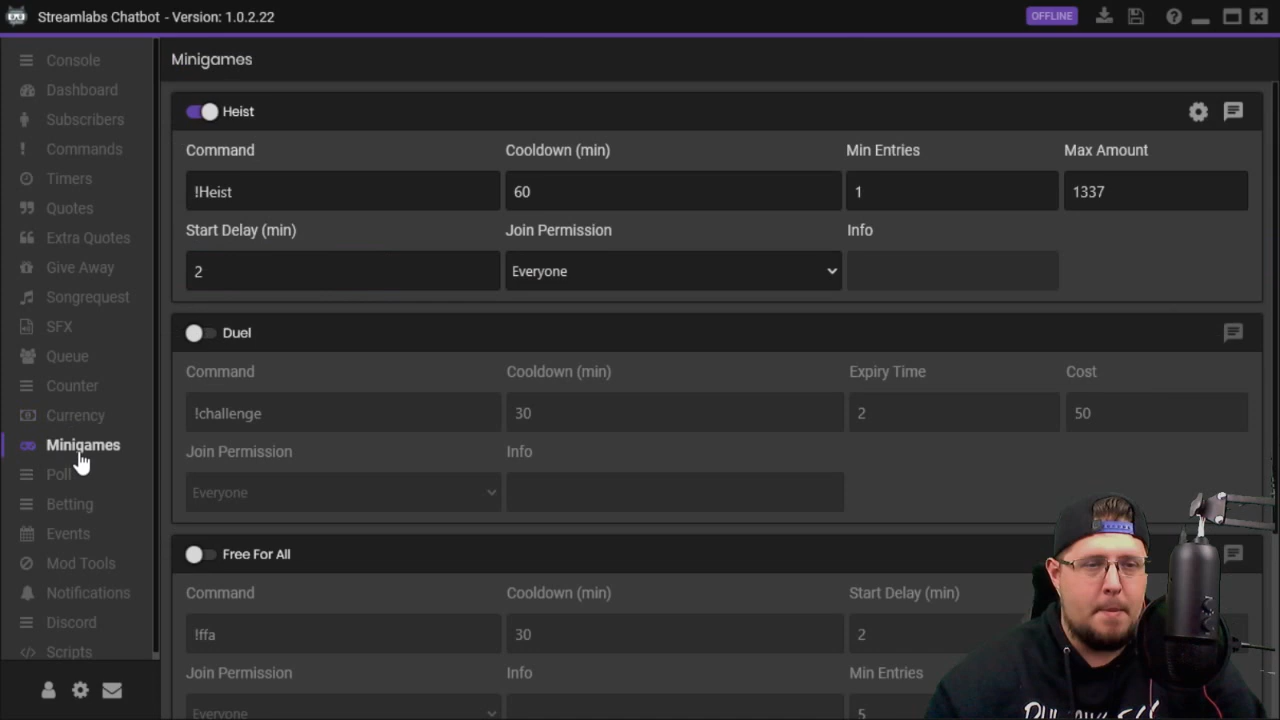 Streamlabs Chatbot - Version: 1.0.2.22
OFFLINE
Console
Dashboard
Subscribers
Commands
Timers
Quotes
Extra Quotes
Give Away
Songrequest
SFX
Queue
Counter
Currency
Minigames
Poll
Betting
Events
Mod Tools
Notifications
Discord
Scripts
Minigames
Heist
Command Cooldown (min) Min Entries Max Amount
!Heist 60 1 1337
Start Delay (min) Join Permission Info
2 Everyone
Duel
Command Cooldown (min) Expiry Time Cost
!challenge 30 2 50
Join Permission Info
Everyone
Free For All
Command Cooldown (min) Start Delay (min)
!ffa 30 2
Join Permission Info Min Entries
Everyone 5